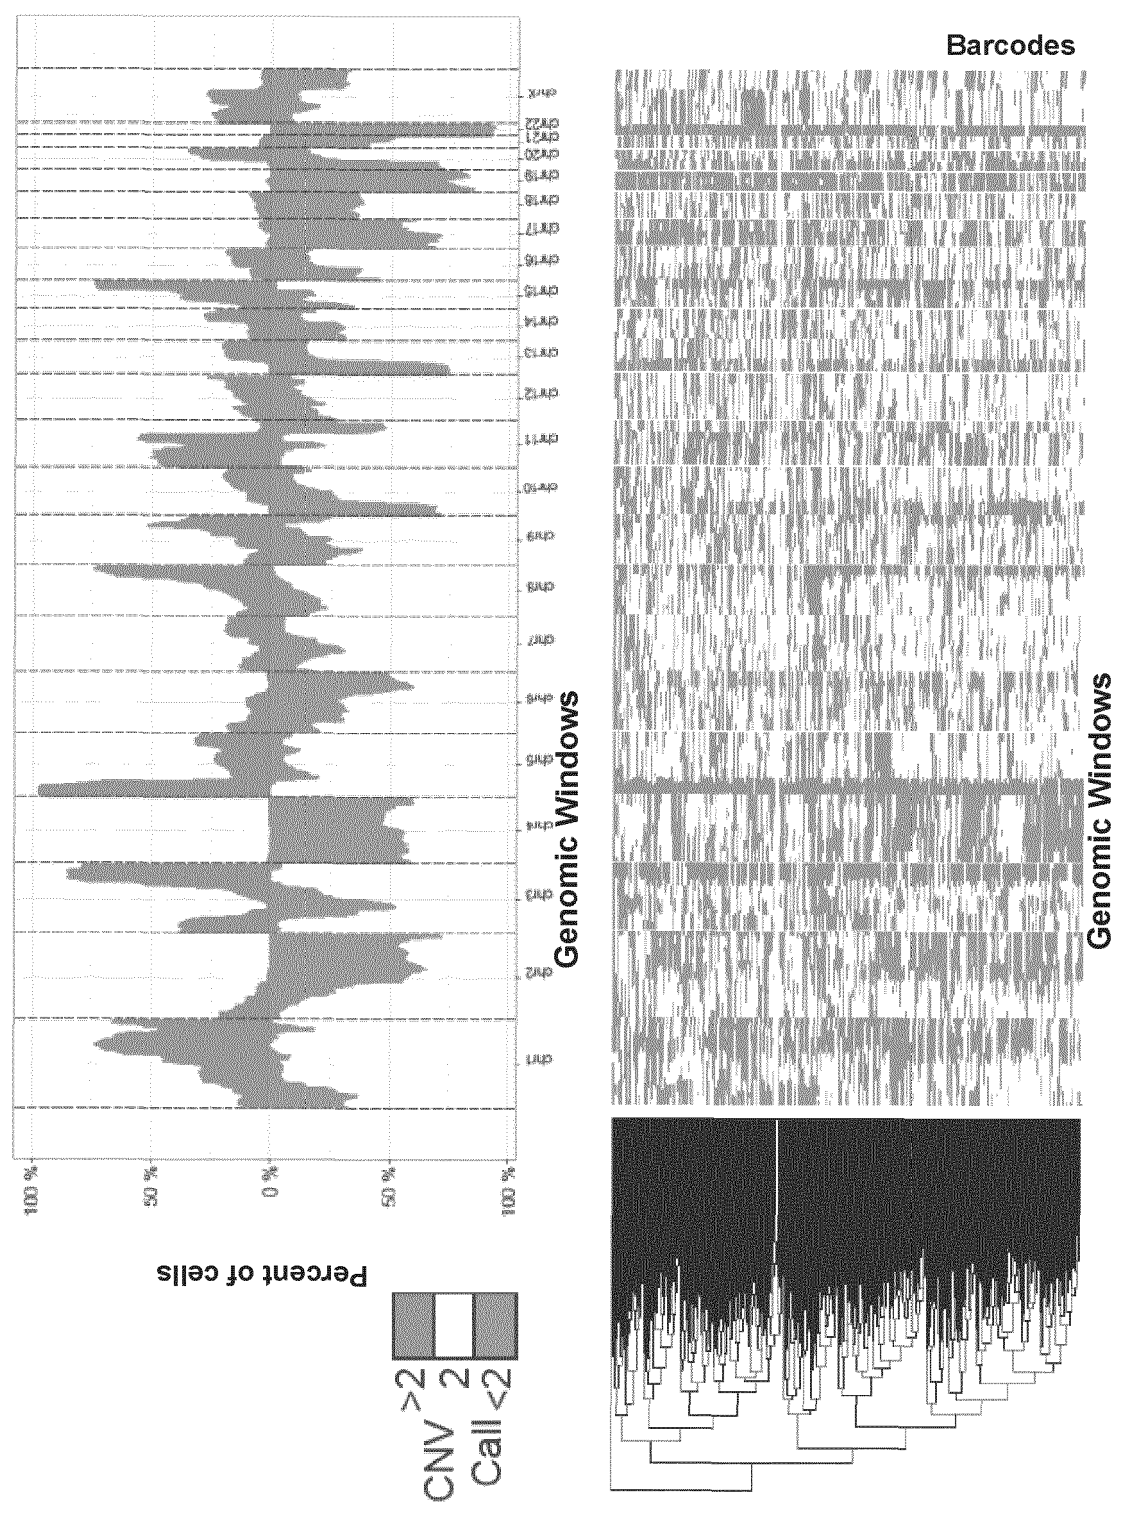 Barcodes
chrX
chr22
chr21
chr20
chr19
chr18
chr17
chr16
chr15
chr14
chr13
chr12
chr11
chr10
chr9
chr8
chr7
chr6
chr5
chr4
chr3
chr2
chr1
Genomic Windows
Genomic Windows
100 %
50 %
0 %
50 %
100 %
Percent of cells
>2
CNV 2
Call <2